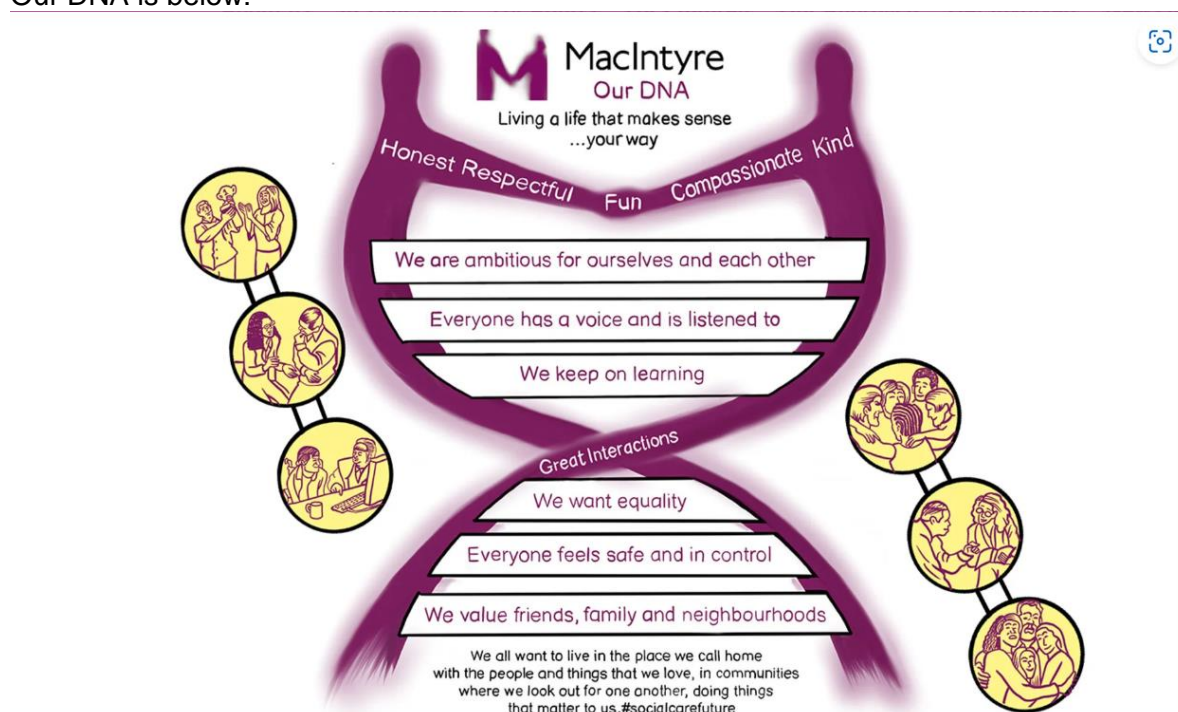 Our DNA is below.
MacIntyre
Our DNA
Living a life that makes sense
...your way
Honest Respectful Fun Compassionate Kind
We are ambitious for ourselves and each other
Everyone has a voice and is listened to
We keep on learning
Great Interactions
We want equality
Everyone feels safe and in control
We value friends, family and neighbourhoods
We all want to live in the place we call home
with the people and things that we love, in communities
where we look out for one another, doing things
that matter to us.#socialcarefuture